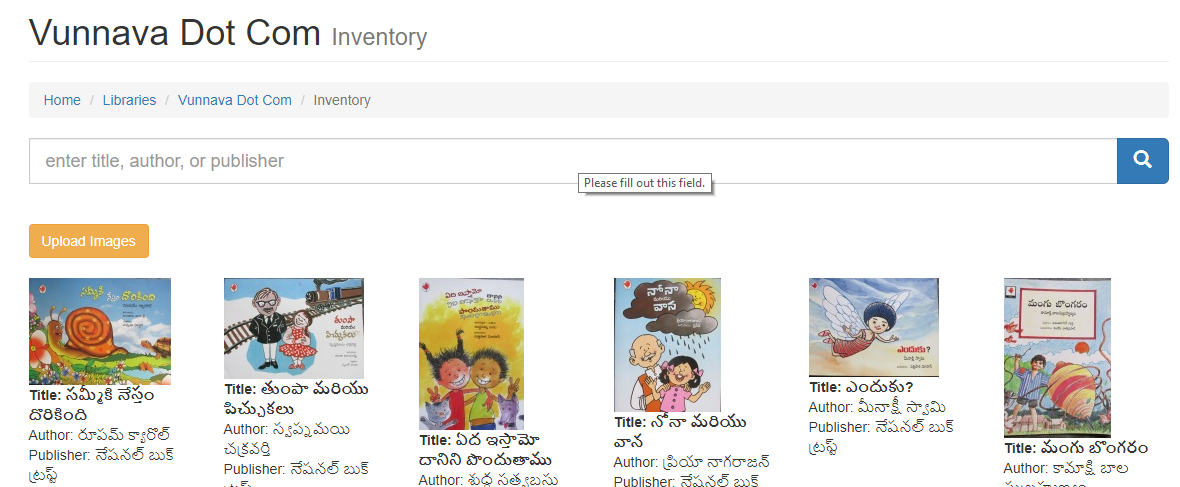 Vunnava Dot Com Inventory
Home / Libraries / Vunnava Dot Com / Inventory
enter title, author, or publisher
Please fill out this field.
Upload Images
సమ్మీకి నేస్తం దొరికింది
తుంపా
మరియు
పిచ్చుకలు
ఏది ఇస్తామో
దానిని
పొందుతాము
నోనా
మరియు
వాన
ఎందుకు?
మీనాక్షీ స్వామి
మంగు బొంగరం
Title: సమ్మీకి నేస్తం
దొరికింది
Author: రూపమ్ క్యారోల్
Publisher: నేషనల్ బుక్
ట్రస్ట్
Title: తుంపా మరియు
పిచ్చుకలు
Author: స్వప్నమయి
చక్రవర్తి
Publisher: నేషనల్ బుక్
Title: ఏది ఇస్తామో
దానిని పొందుతాము
Author: శుద్ధ సత్వబసు
Title: నోనా మరియు
వాన
Author: ప్రియా నాగరాజన్
Publisher: నేషనల్ బుక్
Title: ఎందుకు?
Author: మీనాక్షీ స్వామి
Publisher: నేషనల్ బుక్
ట్రస్ట్
Title: మంగు బొంగరం
Author: కామాక్షి బాల